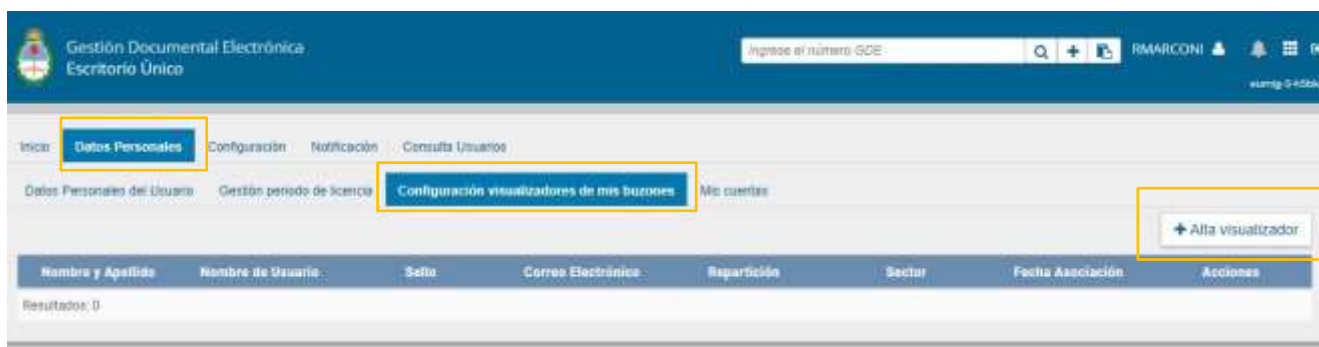 Gestión Documental Electrónica
Escritorio Único
Ingrese el número GDE
RMARCONI
Inicio Datos Personales Configuración Notificación Consulta Usuarios
Datos Personales del Usuario Gestión periodo de licencia Configuración visualizadores de mis buzones Mis cuentas
+ Alta visualizador
Nombre y Apellido Nombre de Usuario Sello Correo Electrónico Repartición Sector Fecha Asociación Acciones
Resultados: 0